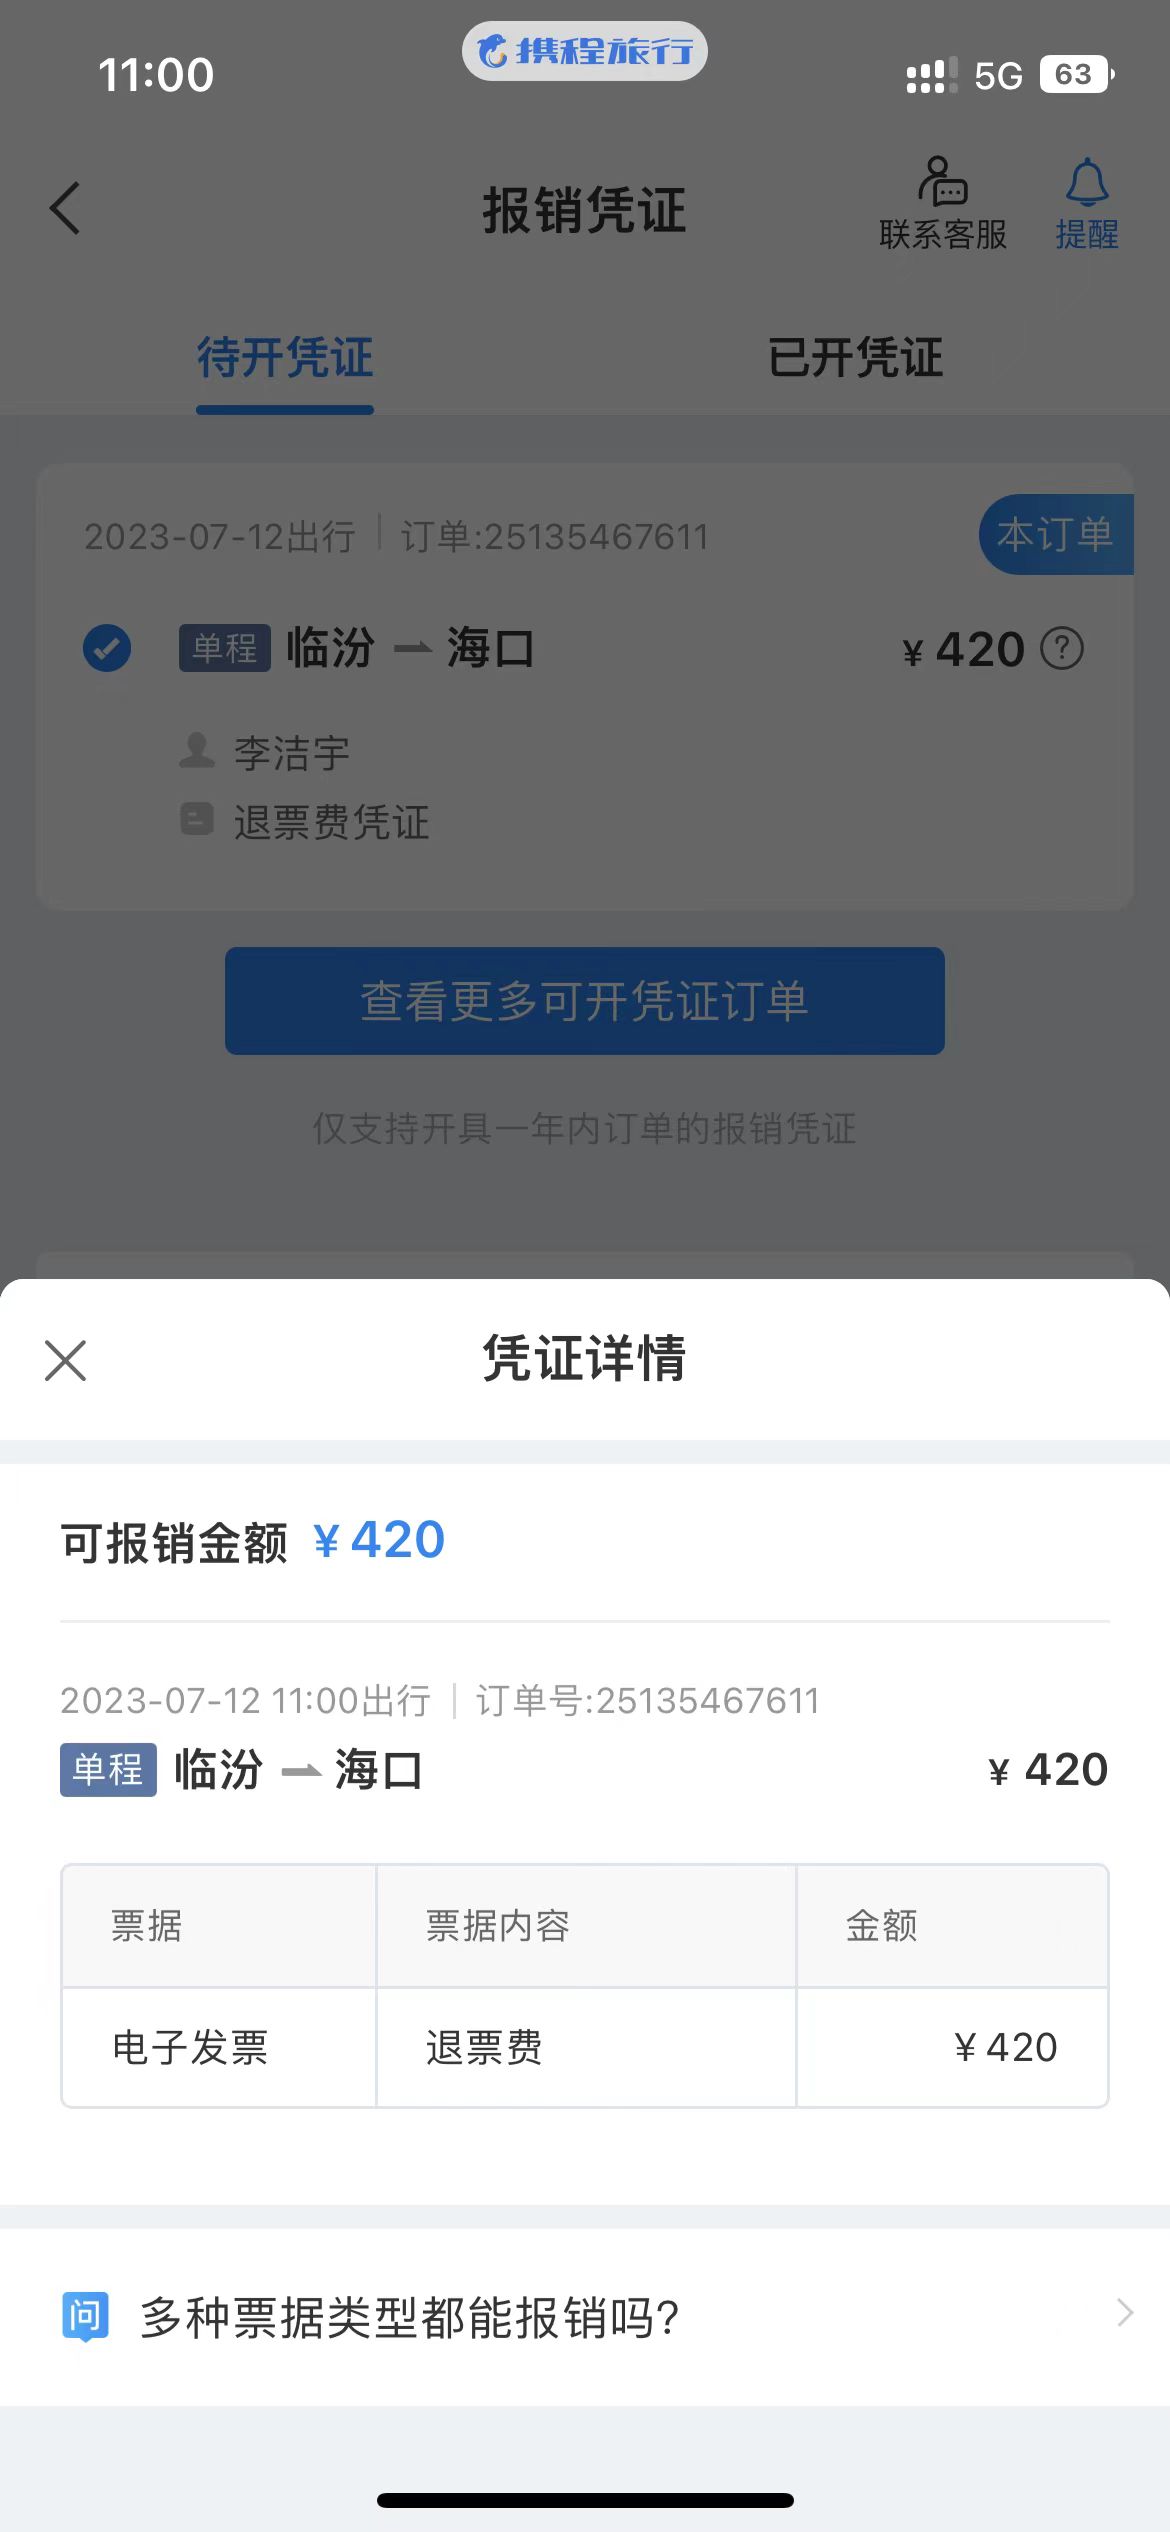 11:00
携程旅行
5G
63
报销凭证
联系客服
提醒
待开凭证
已开凭证
2023-07-12出行 | 订单:25135467611
本订单
单程 临汾 海口
¥ 420 ?
李洁宇
退票费凭证
查看更多可开凭证订单
仅支持开具一年内订单的报销凭证
凭证详情
可报销金额 ¥ 420
2023-07-12 11:00出行 | 订单号:25135467611
单程 临汾 海口
¥ 420
票据 票据内容 金额
电子发票 退票费 ¥ 420
问 多种票据类型都能报销吗?